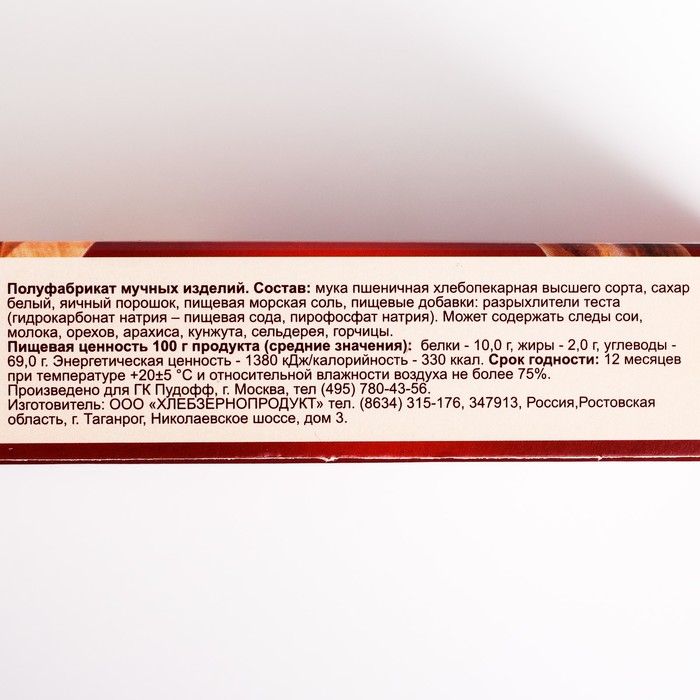 Полуфабрикат мучных изделий. Состав: мука пшеничная хлебопекарная высшего сорта, сахар
белый, яичный порошок, пищевая морская соль, пищевые добавки: разрыхлители теста
(гидрокарбонат натрия – пищевая сода, пирофосфат натрия). Может содержать следы сои,
молока, орехов, арахиса, кунжута, сельдерея, горчицы.
Пищевая ценность 100 г продукта (средние значения): белки - 10,0 г, жиры - 2,0 г, углеводы -
69,0 г. Энергетическая ценность - 1380 кДж/калорийность - 330 ккал. Срок годности: 12 месяцев
при температуре +20±5 °С и относительной влажности воздуха не более 75%.
Произведено для ГК Пудофф, г. Москва, тел (495) 780-43-56.
Изготовитель: ООО «ХЛЕБЗЕРНОПРОДУКТ» тел. (8634) 315-176, 347913, Россия,Ростовская
область, г. Таганрог, Николаевское шоссе, дом 3.